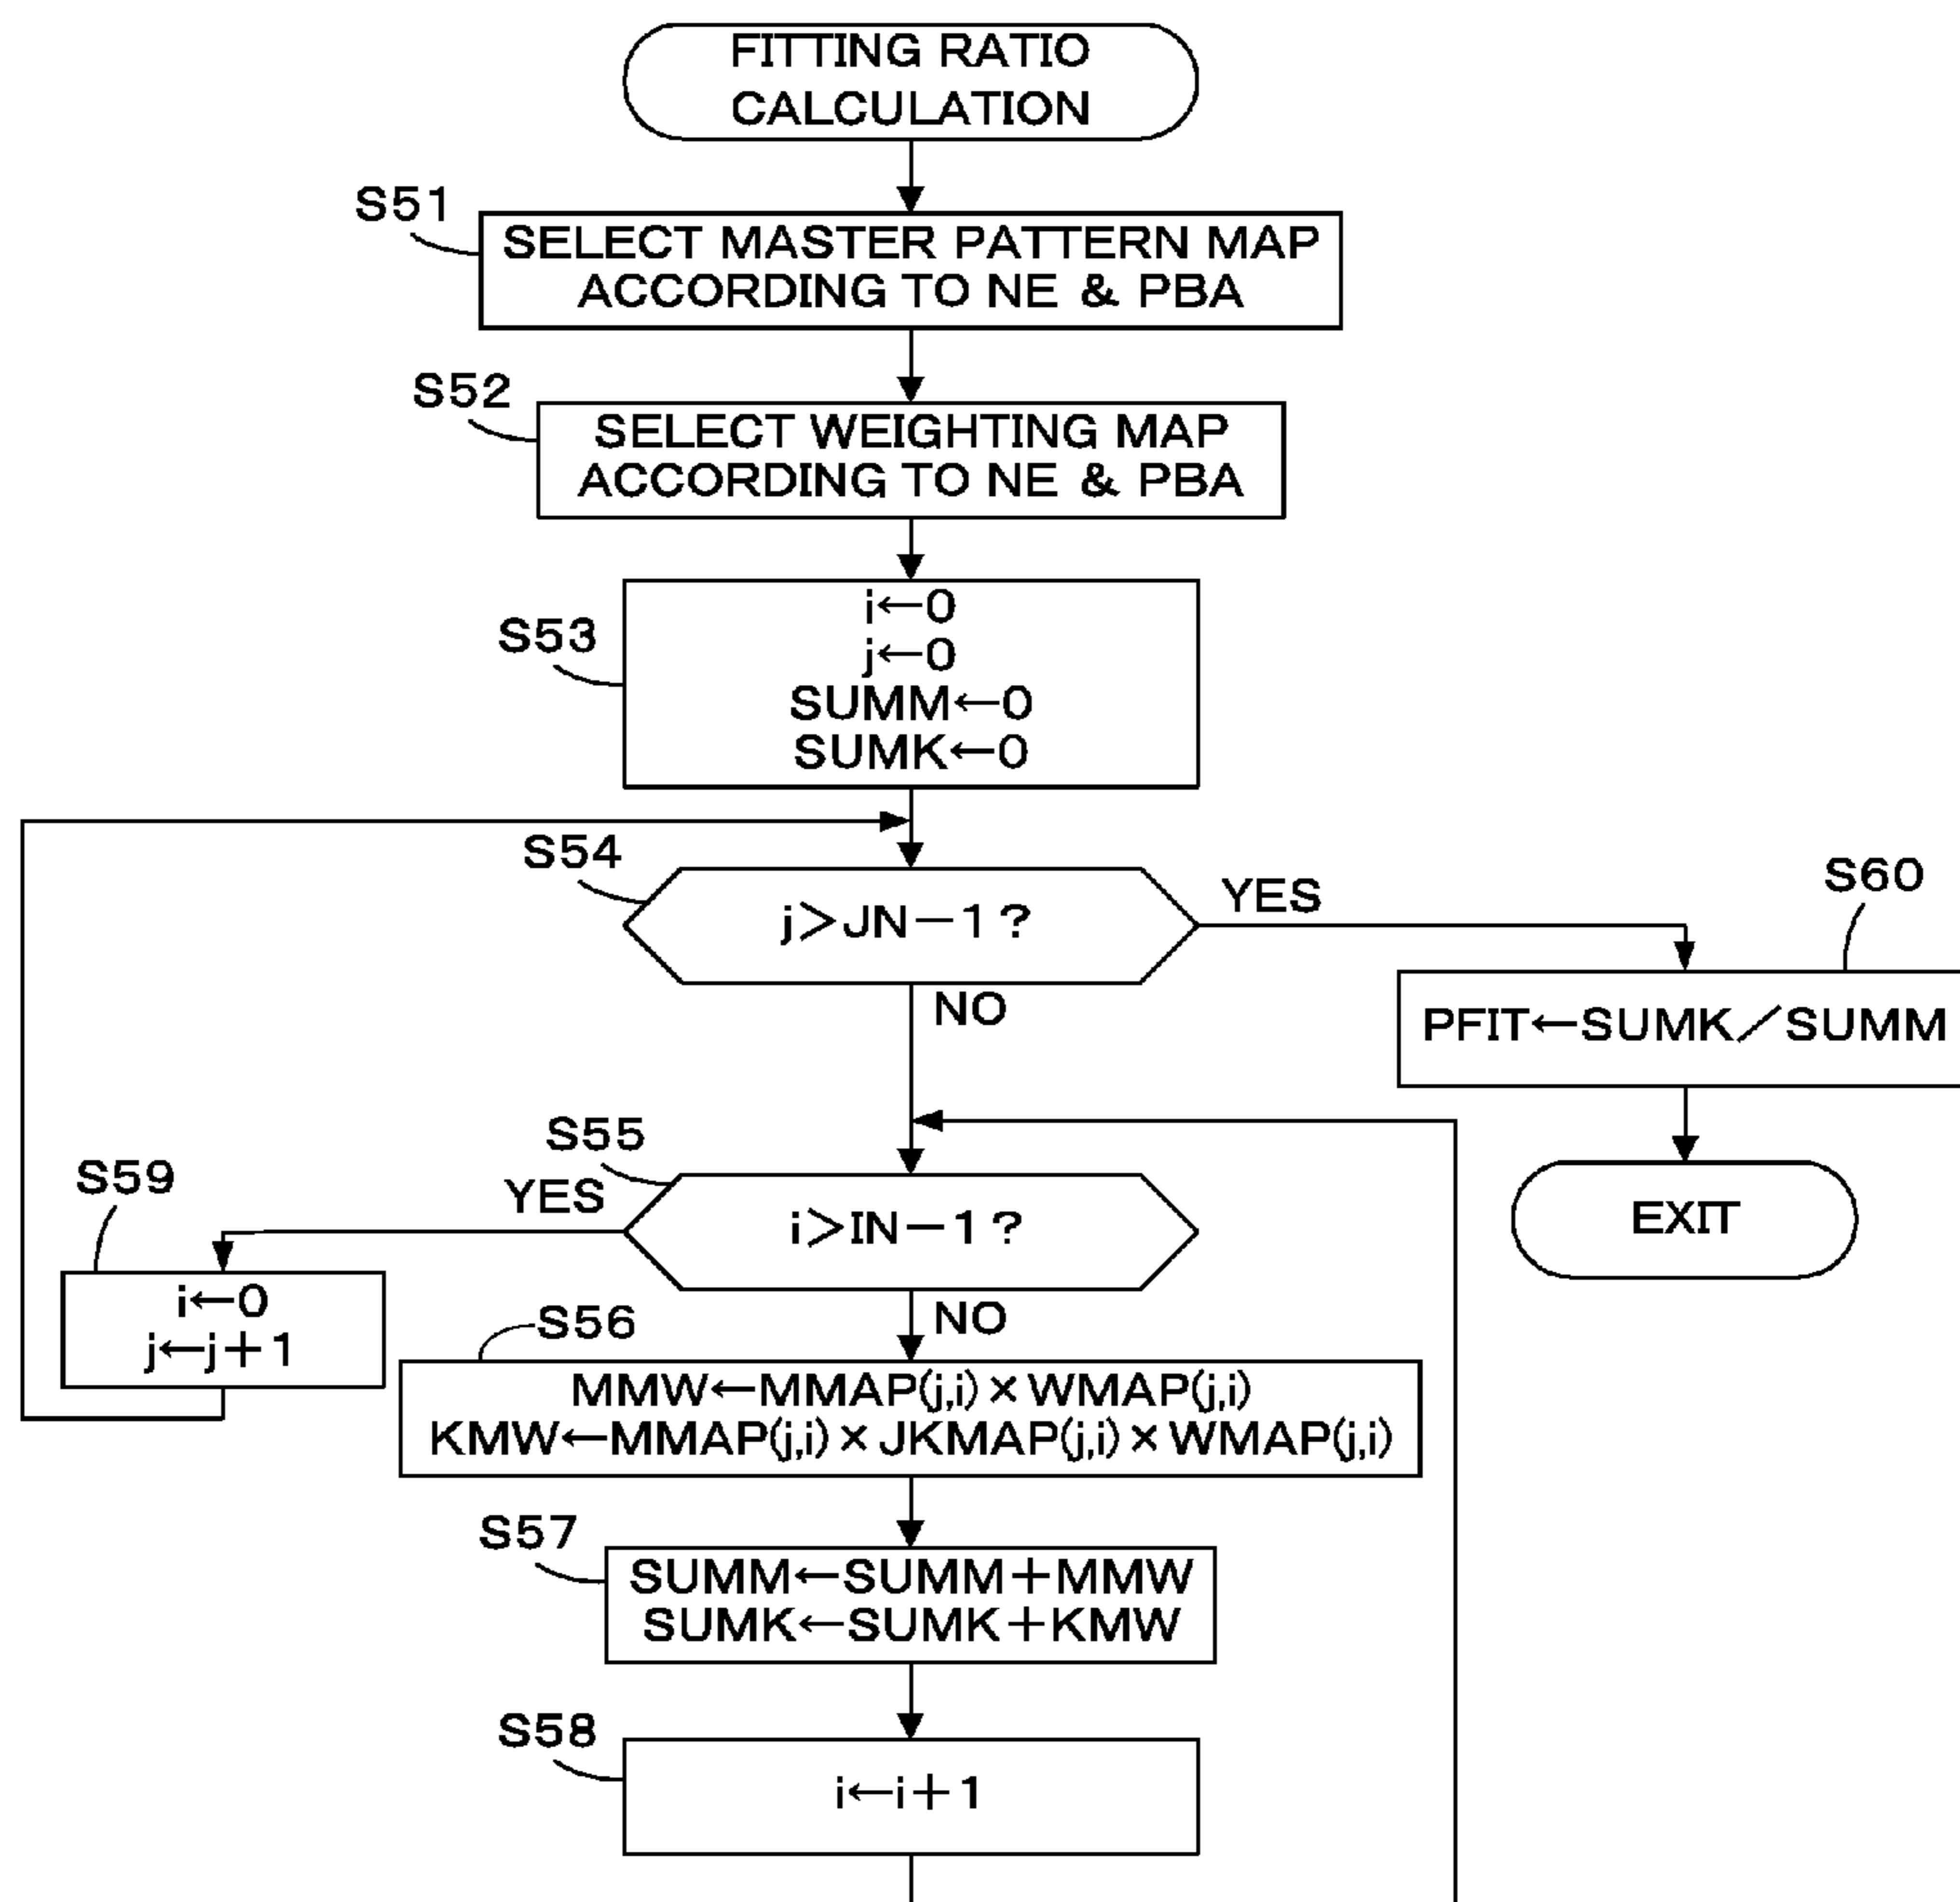 FITTING RATIO
CALCULATION
S51
SELECT MASTER PATTERN MAP
ACCORDING TO NE & PBA
S52
SELECT WEIGHTING MAP
ACCORDING TO NE & PBA
S53
i←0
j←0
SUMM←0
SUMK←0
S54
j>JN-1?
YES
NO
S60
PFIT←SUMK/SUMM
EXIT
S55
i>IN-1?
YES
NO
S59
i←0
j←j+1
S56
MMW←MMAP(j,i)×WMAP(j,i)
KMW←MMAP(j,i)×JKMAP(j,i)×WMAP(j,i)
S57
SUMM←SUMM+MMW
SUMK←SUMK+KMW
S58
i←i+1